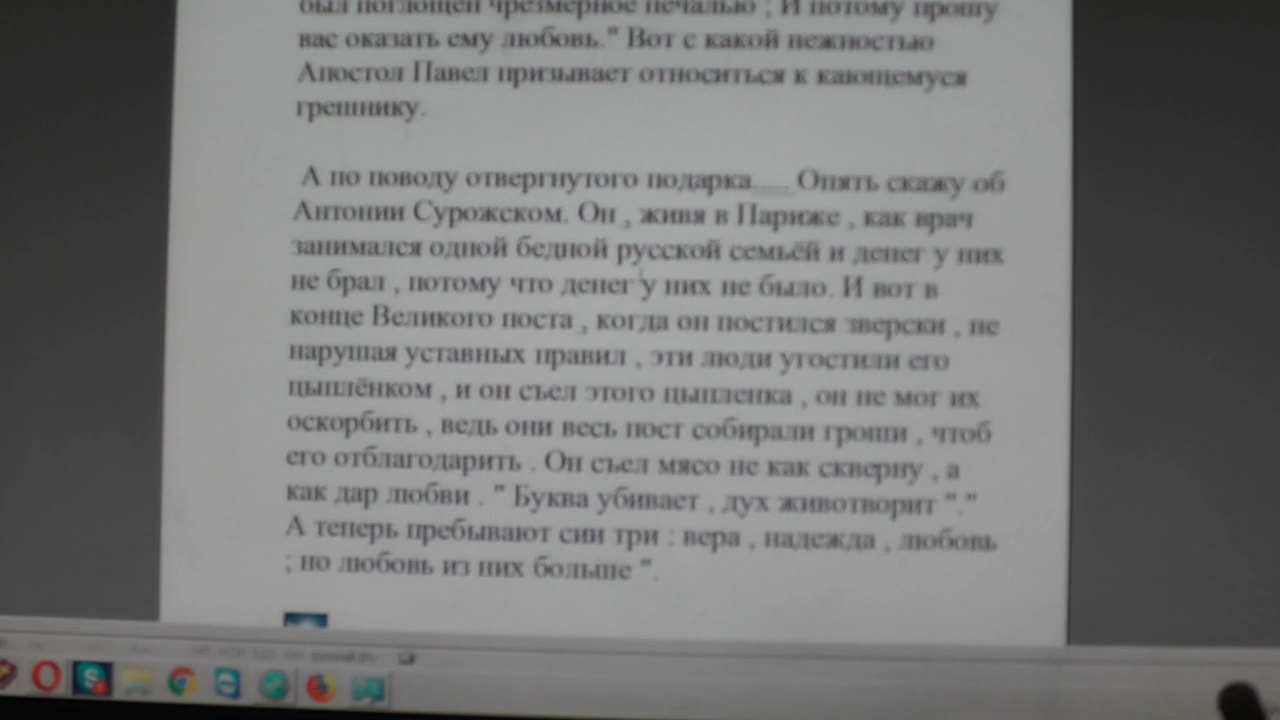 был поглощен чрезмерное печалью ; И потому прошу
вас оказать ему любовь." Вот с какой нежностью
Апостол Павел призывает относиться к кающемуся
грешнику.
А по поводу отвергнутого подарка..... Опять скажу об
Антонии Сурожском. Он , живя в Париже , как врач
занимался одной бедной русской семьёй и денег у них
не брал , потому что денег у них не было. И вот в
конце Великого поста , когда он постился зверски , не
нарушая уставных правил , эти люди угостили его
цыплёнком , и он съел этого цыпленка , он не мог их
оскорбить , ведь они весь пост собирали гроши , чтоб
его отблагодарить . Он съел мясо не как скверну , а
как дар любви . " Буква убивает , дух животворит "."
А теперь пребывают сии три : вера , надежда , любовь
; но любовь из них больше ".